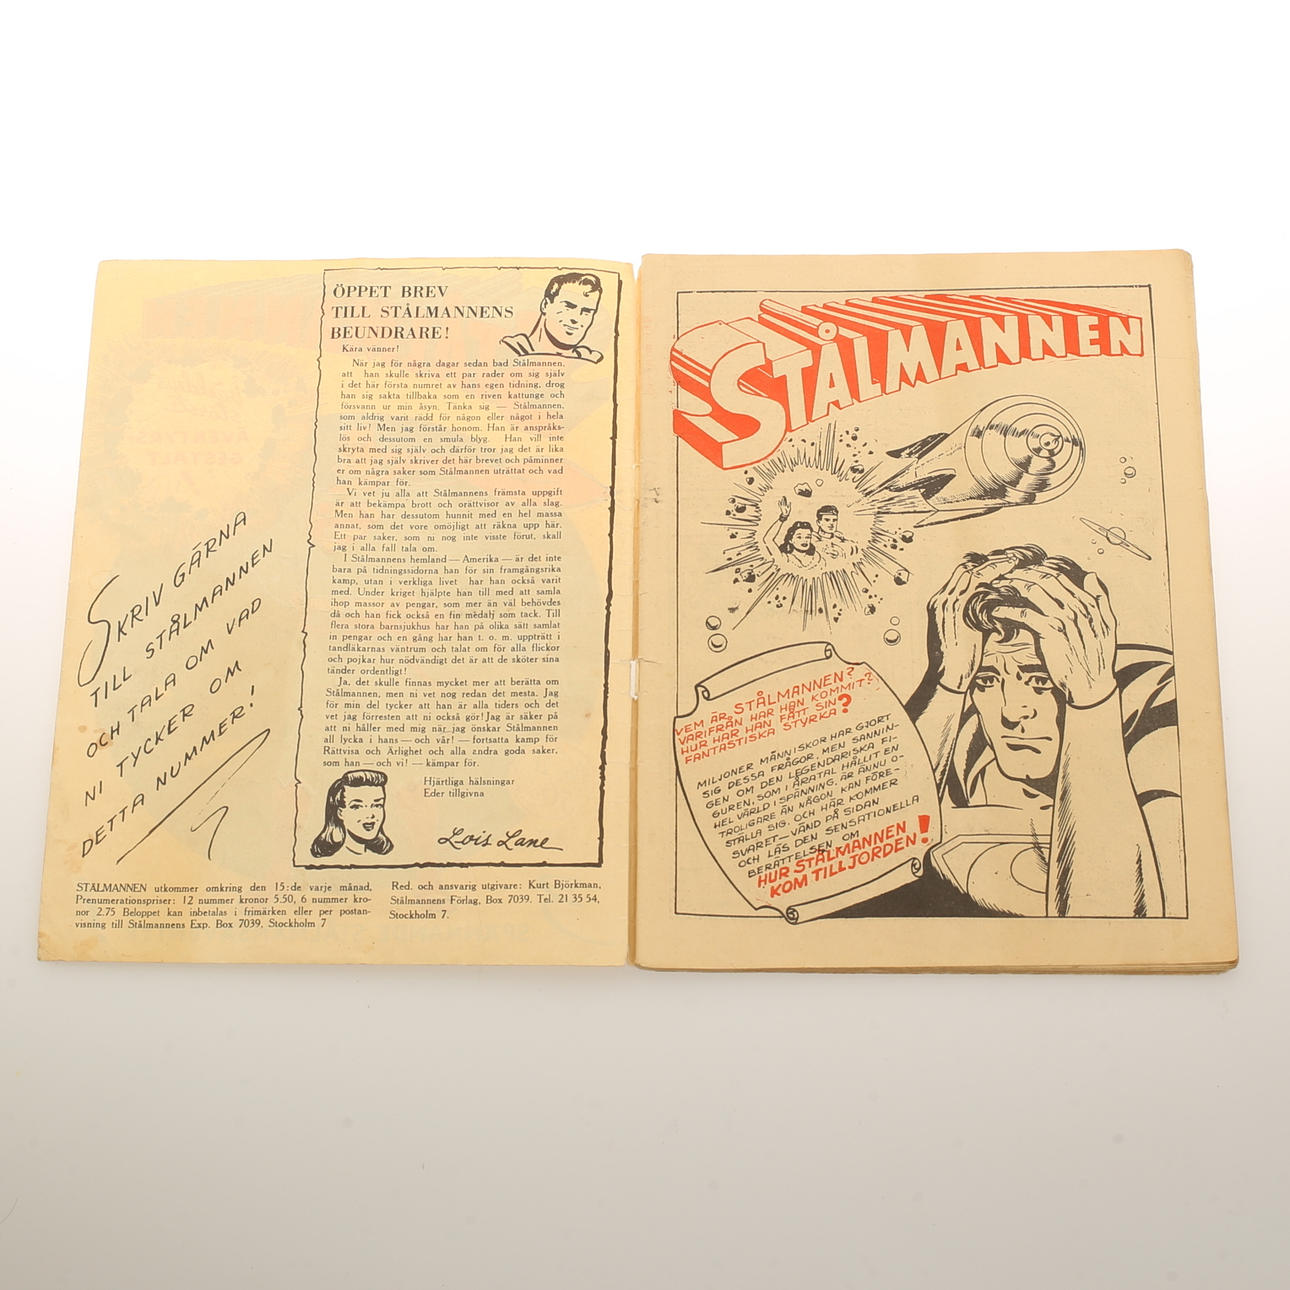 SKRIV GÄRNA
TILL STÅLMANNEN
OCH TALA OM VAD
NI TYCKER OM
DETTA NUMMER!
ÖPPET BREV
TILL STÅLMANNENS
BEUNDRARE!
Kära vänner!
När jag för några dagar sedan bad Stålmannen,
att han skulle skriva ett par rader om sig själv
i det här första numret av hans egen tidning, drog
han sig sakta tillbaka som en riven kattunge och
försvann ur min åsyn. Tänka sig — Stålmannen,
som aldrig varit rädd för någon eller något i hela
sitt liv! Men jag förstår honom. Han är anspråks-
lös och dessutom en smula blyg. Han vill inte
skryta med sig själv och därför tror jag det är lika
bra att jag själv skriver det här brevet och påminner
er om några saker som Stålmannen uträttat och vad
han kämpar för.
Vi vet ju alla att Stålmannens främsta uppgift
är att bekämpa brott och orättvisor av alla slag.
Men han har dessutom hunnit med en hel massa
annat, som det vore omöjligt att räkna upp här.
Ett par saker, som ni nog inte visste förut, skall
jag i alla fall tala om.
I Stålmannens hemland — Amerika — är det inte
bara på tidningssidorna han för sin framgångsrika
kamp, utan i verkliga livet har han också varit
med. Under kriget hjälpte han till med att samla
ihop massor av pengar, som mer än väl behövdes
då och han fick också en fin medalj som tack. Till
flera stora barnsjukhus har han på olika sätt samlat
in pengar och en gång har han t. o. m. uppträtt i
tandläkarnas väntrum och talat om för alla flickor
och pojkar hur nödvändigt det är att de sköter sina
tänder ordentligt!
Ja, det skulle finnas mycket mer att berätta om
Stålmannen, men ni vet nog redan det mesta. Jag
för min del tycker att han är alla tiders och det
vet jag förresten att ni också gör! Jag är säker på
att ni håller med mig när jag önskar Stålmannen
all lycka i hans — och vår! — fortsatta kamp för
Rättvisa och Ärlighet och alla andra goda saker,
som han — och vi! — kämpar för.
Hjärtliga hälsningar
Eder tillgivna
Lois Lane
STÅLMANNEN utkommer omkring den 15:de varje månad,
Prenumerationspriser: 12 nummer kronor 5.50, 6 nummer kro-
nor 2.75 Beloppet kan inbetalas i frimärken eller per postan-
visning till Stålmannens Exp. Box 7039, Stockholm 7
Red. och ansvarig utgivare: Kurt Björkman,
Stålmannens Förlag, Box 7039. Tel. 21 35 54,
Stockholm 7.
STÅLMANNEN
VEM ÄR STÅLMANNEN?
VARIFRÅN HAR HAN KOMMIT?
HUR HAR HAN FÅTT SIN
FANTASTISKA STYRKA?
MILJONER MÄNNISKOR HAR GJORT
SIG DESSA FRÅGOR, MEN SANNIN-
GEN OM DEN LEGENDARISKA FI-
GUREN, SOM I ÅRATAL HÅLLIT EN
HEL VÄRLD I SPÄNNING, ÄR ÄNNU O-
TROLIGARE ÄN NÅGON KAN FÖRE-
STÄLLA SIG. OCH HÄR KOMMER
SVARET—VÄND PÅ SIDAN
OCH LÄS DEN SENSATIONELLA
BERÄTTELSEN OM
HUR STÅLMANNEN
KOM TILL JORDEN!